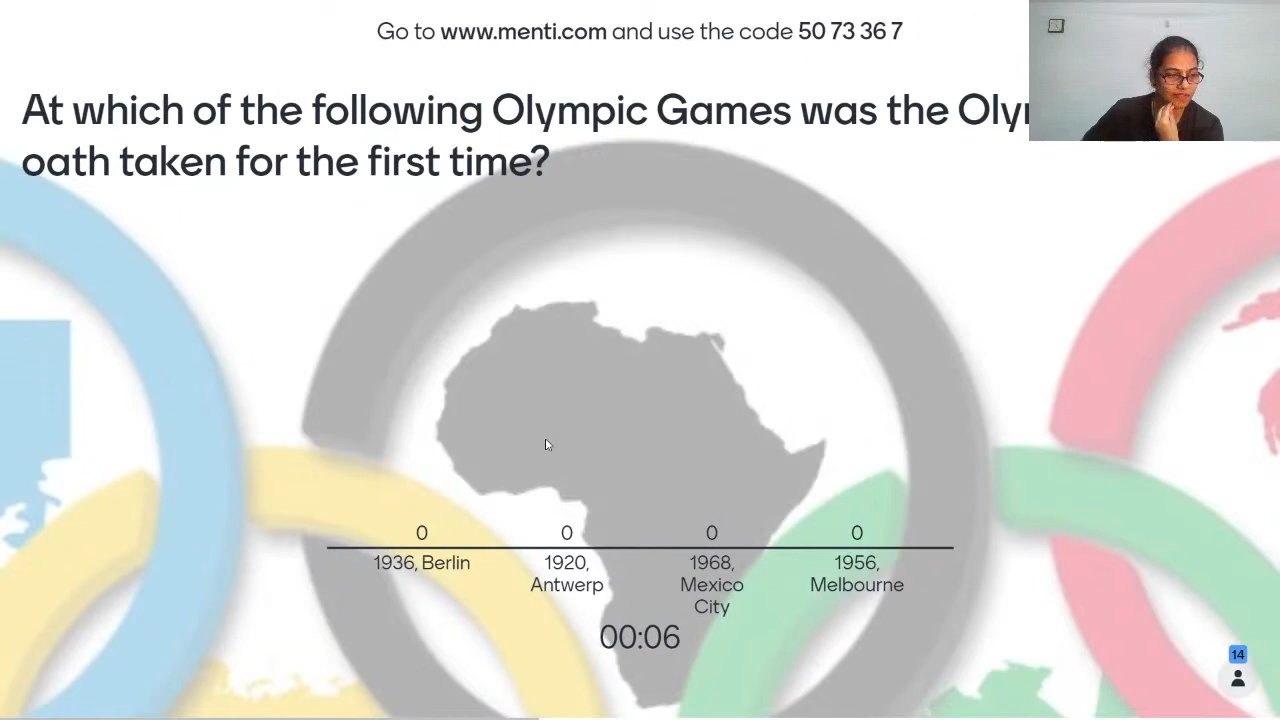 Go to www.menti.com and use the code 50 73 36 7
At which of the following Olympic Games was the
oath taken for the first time?
0 0 0 0
1936, Berlin 1920, 1968, 1956,
Antwerp Mexico Melbourne
City
00:06
14